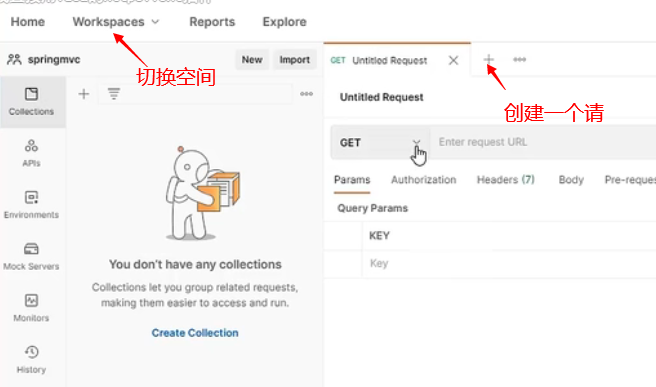 Home Workspaces Reports Explore
springmvc New Import
切换空间
GET Untitled Request
创建一个请
Untitled Request
Collections
APIs
Environments
Mock Servers
Monitors
History
GET Enter request URL
Params Authorization Headers (7) Body Pre-reques
Query Params
KEY
Key
You don't have any collections
Collections let you group related requests,
making them easier to access and run.
Create Collection